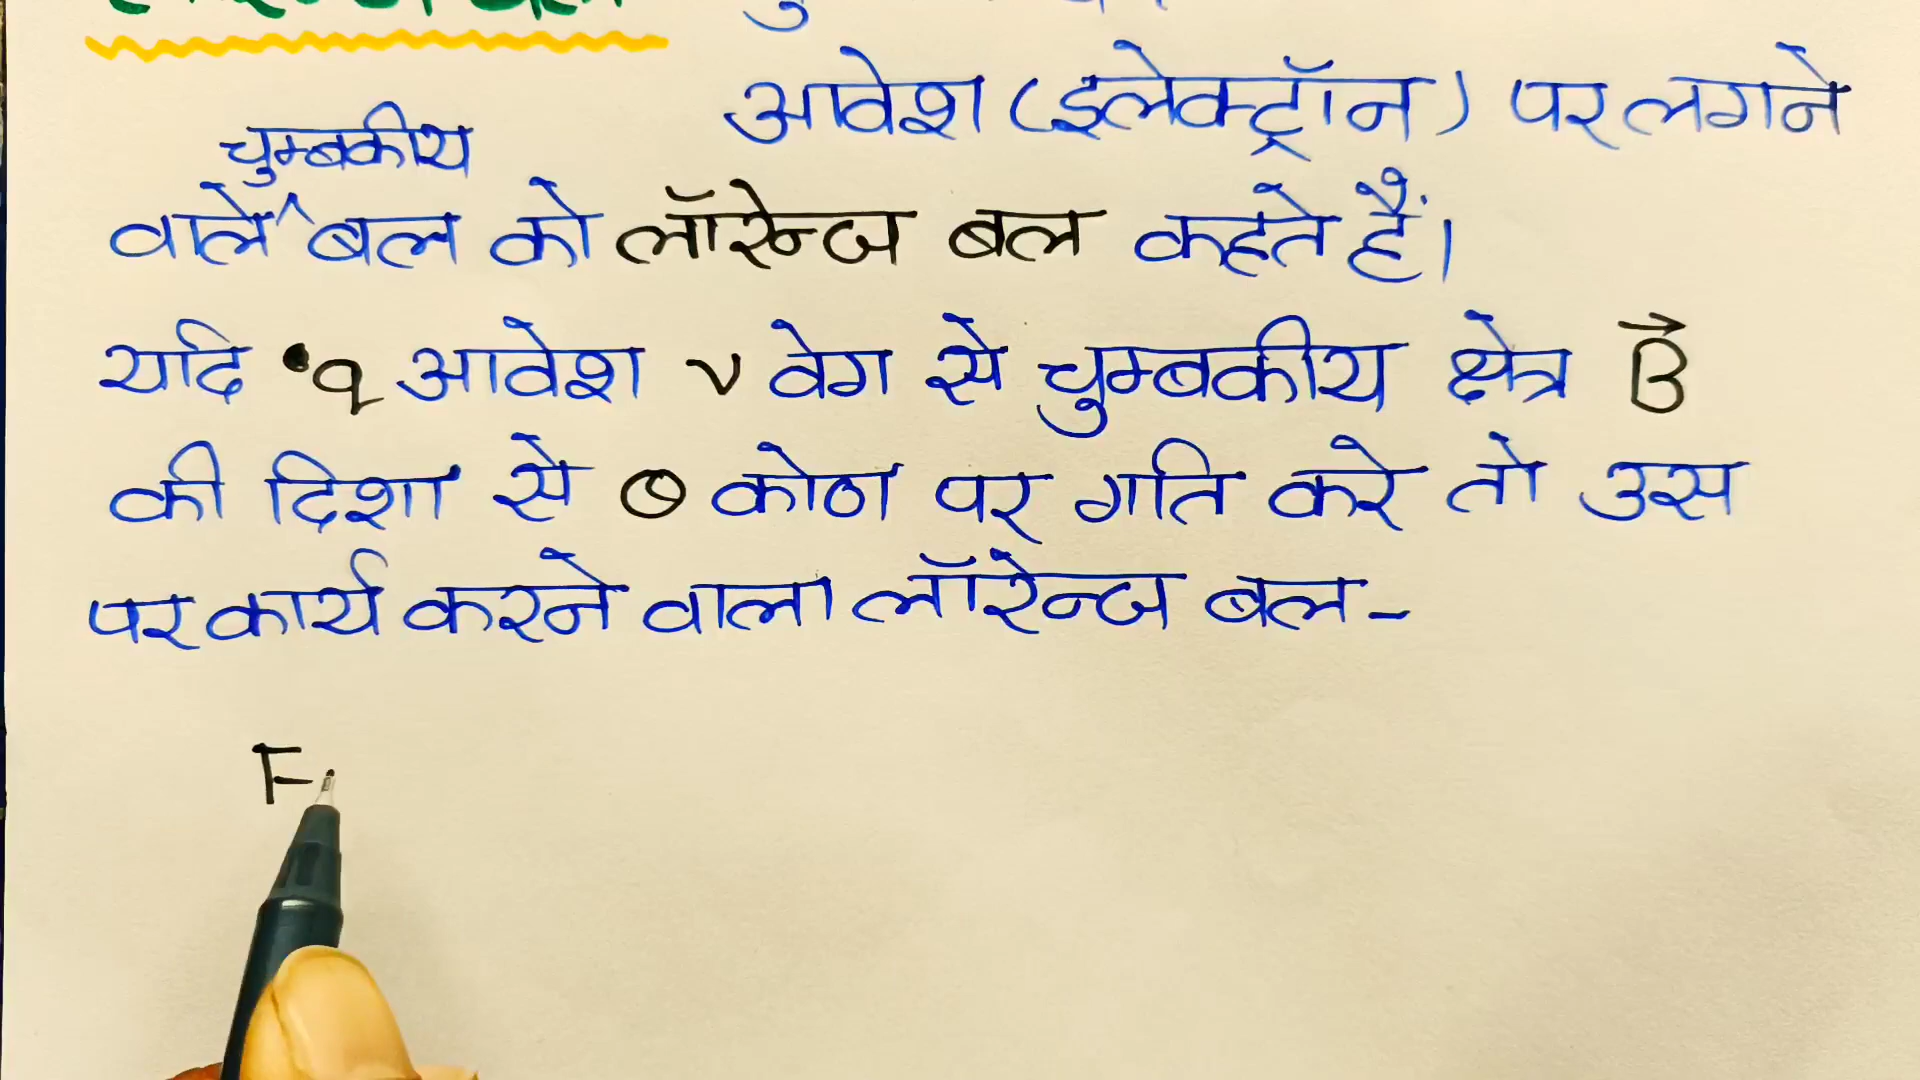 आवेश (इलेक्ट्रॉन) पर लगने
चुम्बकीय
वाले ^ बल को लॉरेन्ज बल कहते हैं।
यदि q आवेश v वेग से चुम्बकीय क्षेत्र B⃗
की दिशा से θ कोण पर गति करे तो उस
पर कार्य करने वाला लॉरेन्ज बल-
F